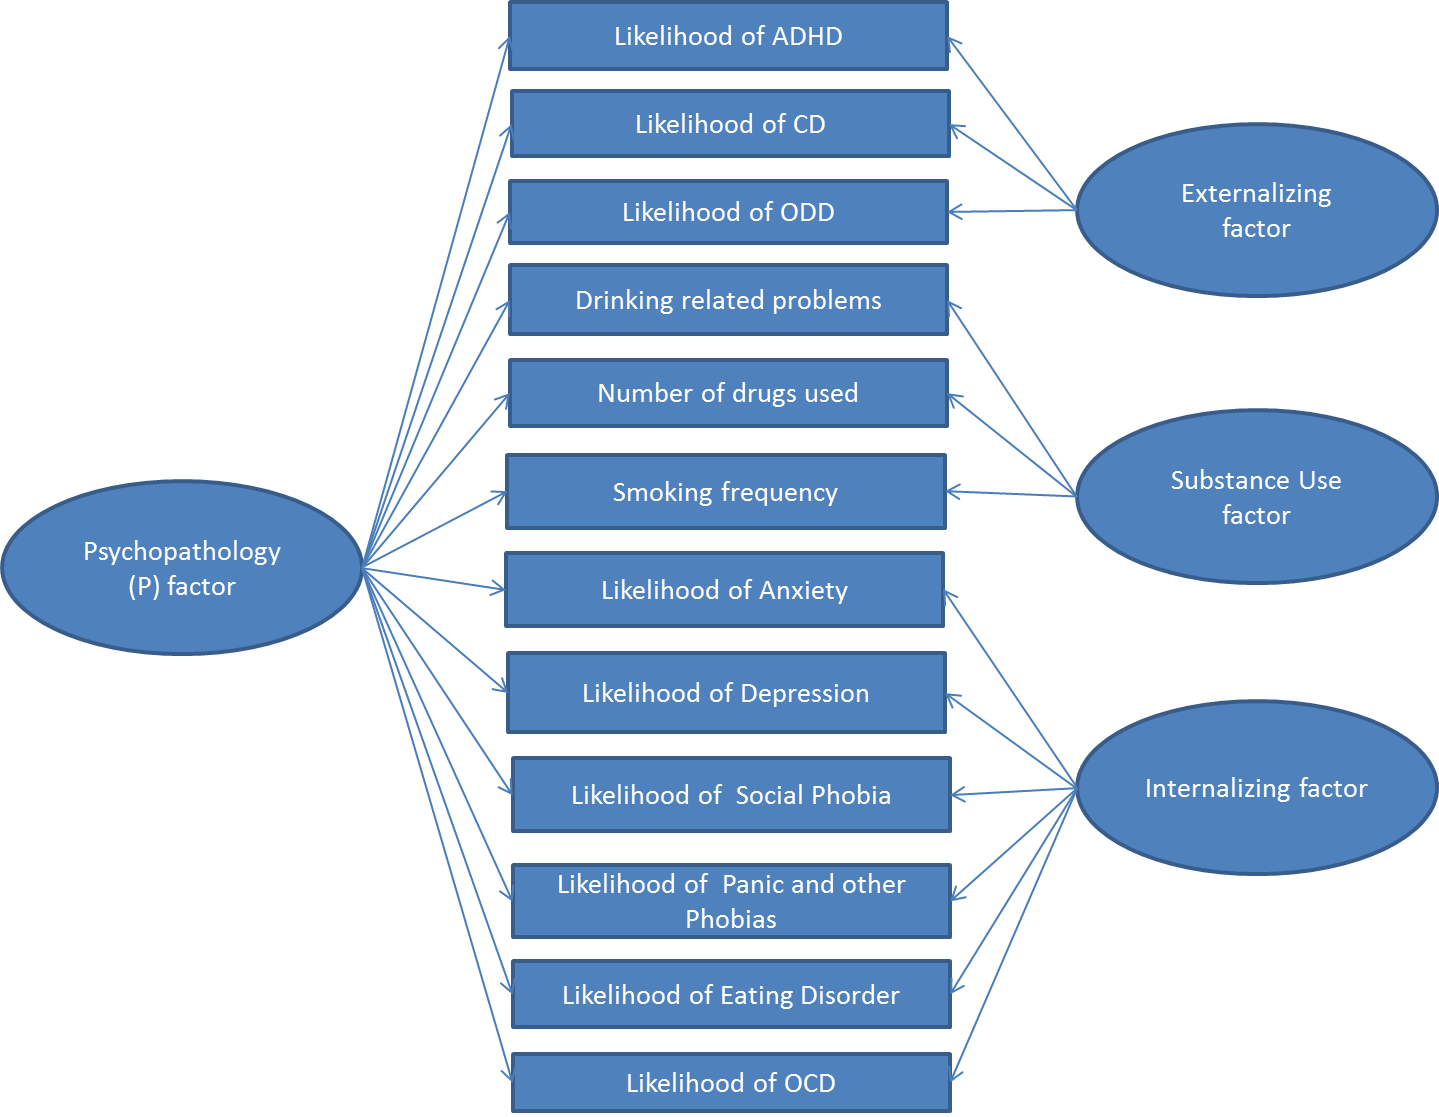 Likelihood of ADHD
Likelihood of CD
Likelihood of ODD
Drinking related problems
Number of drugs used
Smoking frequency
Likelihood of Anxiety
Likelihood of Depression
Likelihood of  Social Phobia
Likelihood of  Panic and other
Phobias
Likelihood of Eating Disorder
Likelihood of OCD
Psychopathology
(P) factor
Externalizing
factor
Substance Use
factor
Internalizing factor